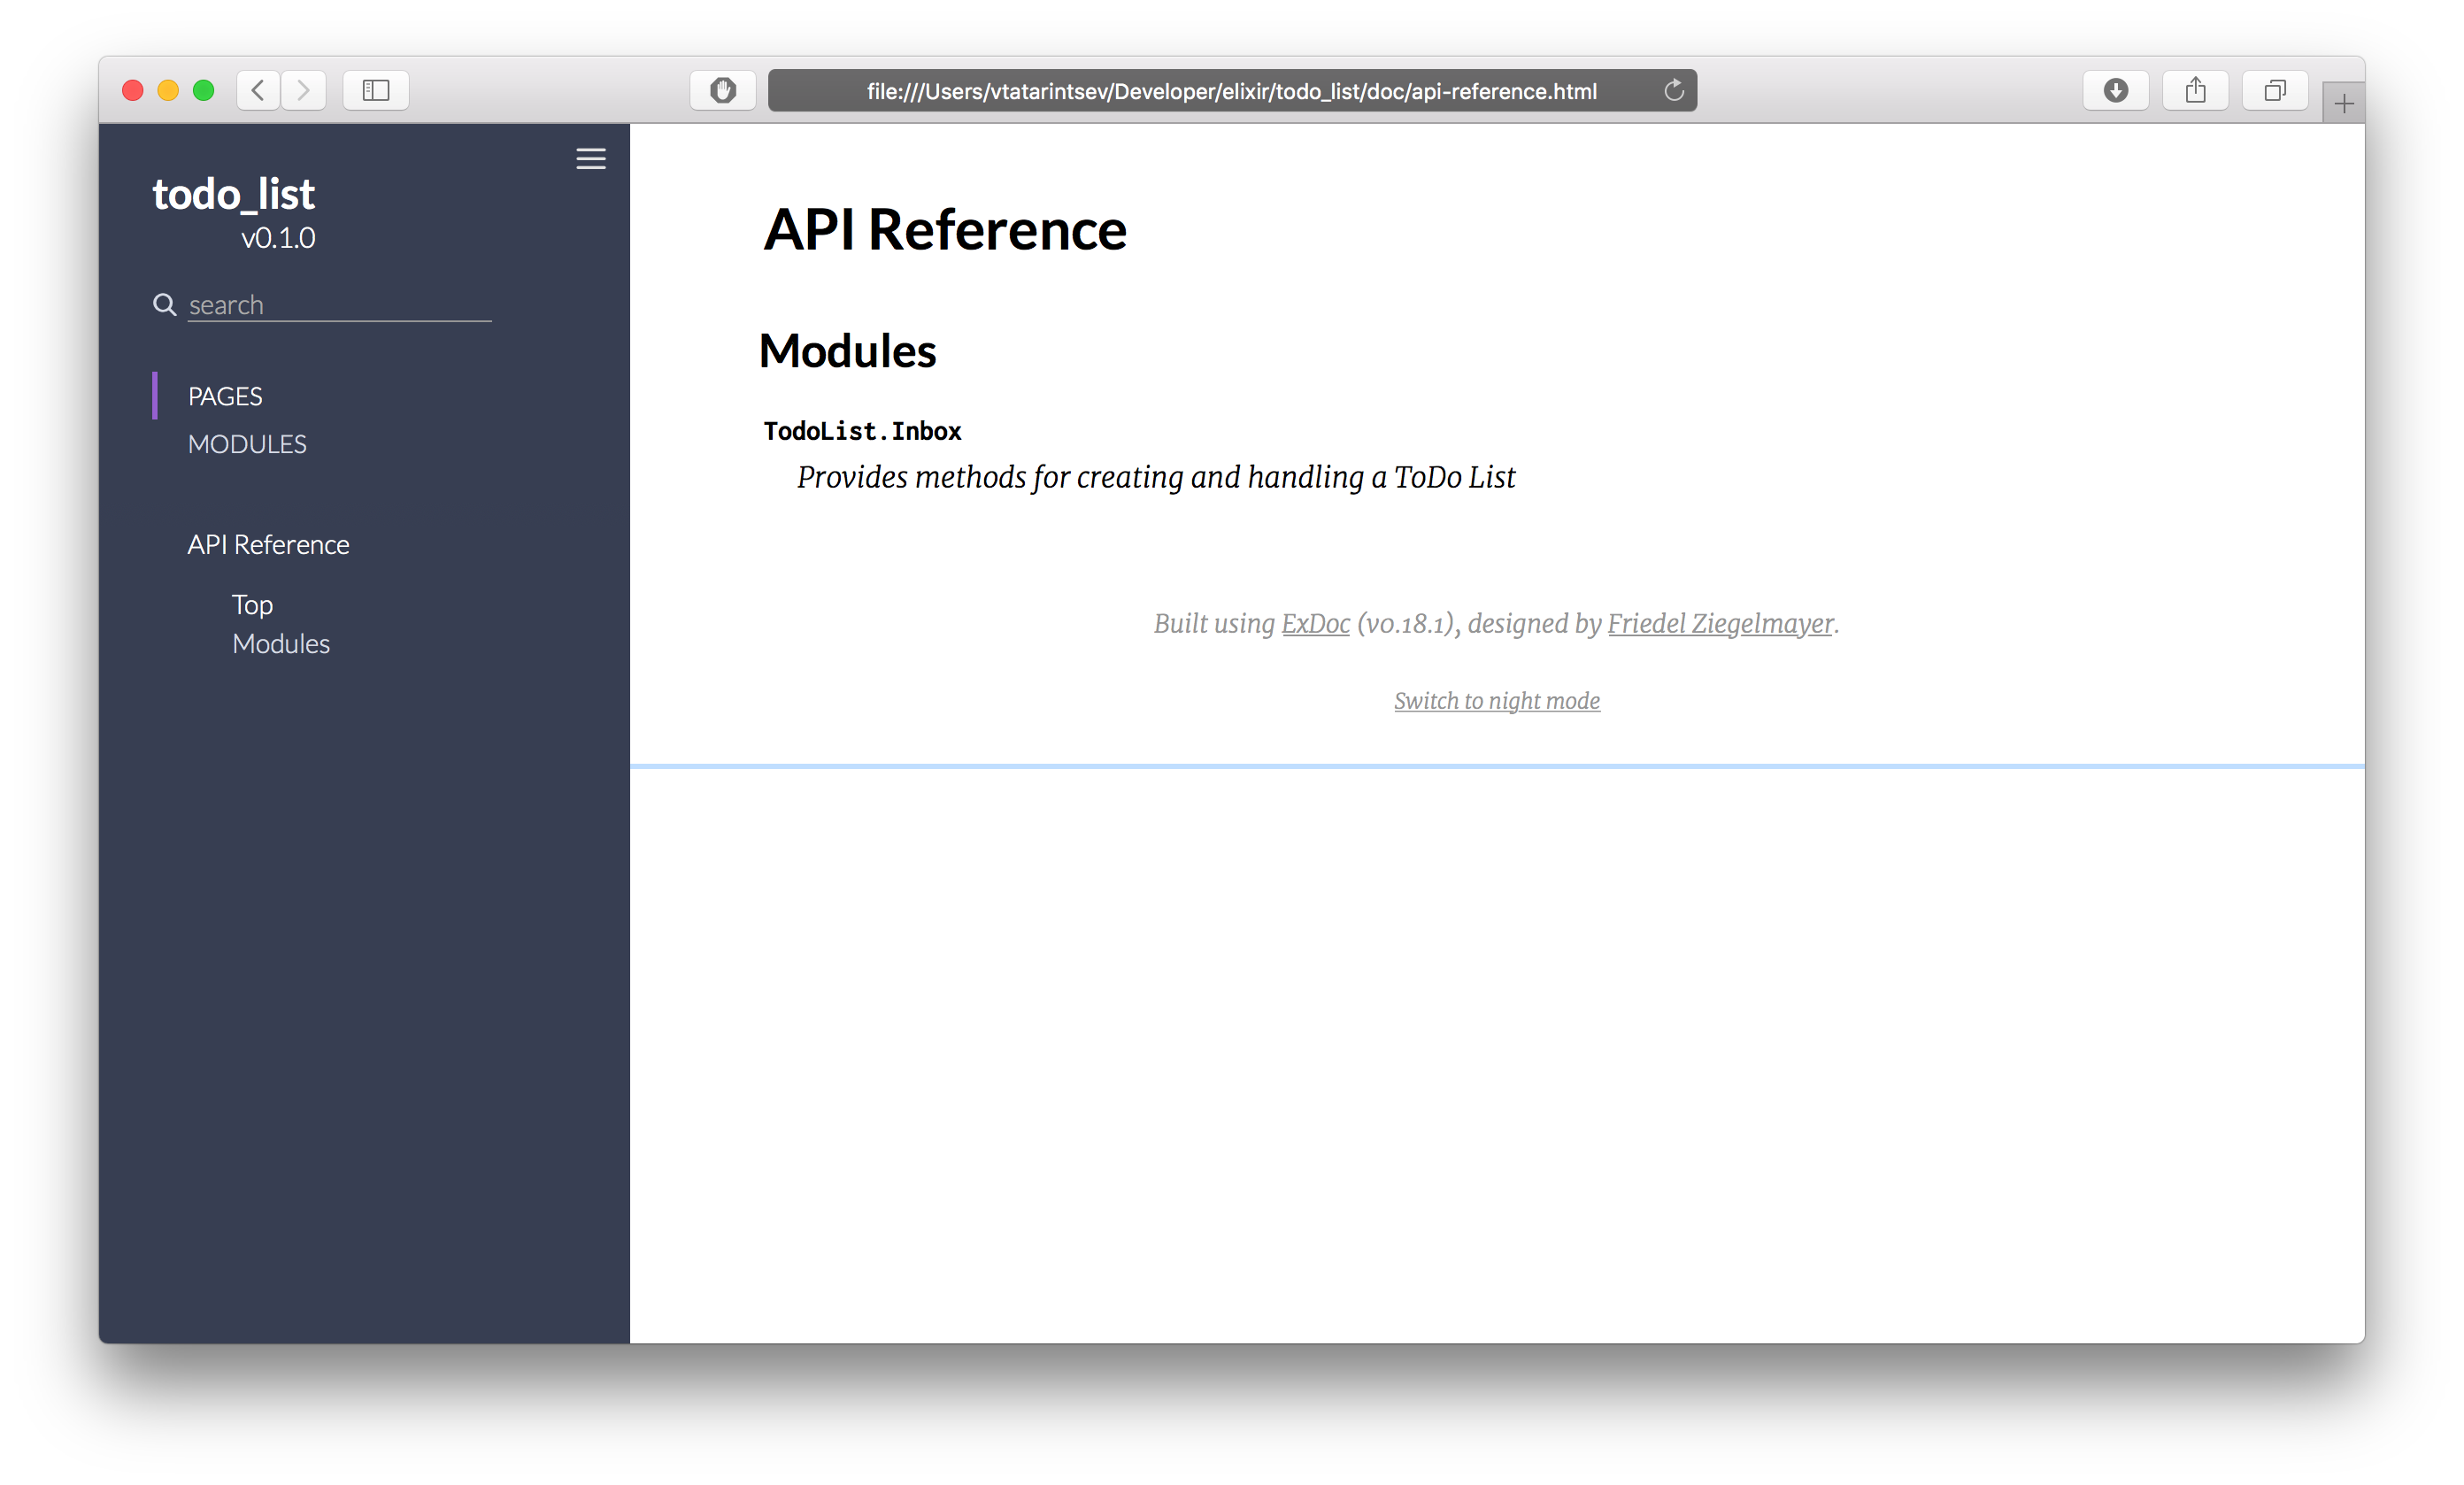 file:///Users/vtatarintsev/Developer/elixir/todo_list/doc/api-reference.html
todo_list
v0.1.0
search
PAGES
MODULES
API Reference
Top
Modules
API Reference
Modules
TodoList.Inbox
Provides methods for creating and handling a ToDo List
Built using ExDoc (v0.18.1), designed by Friedel Ziegelmayer.
Switch to night mode